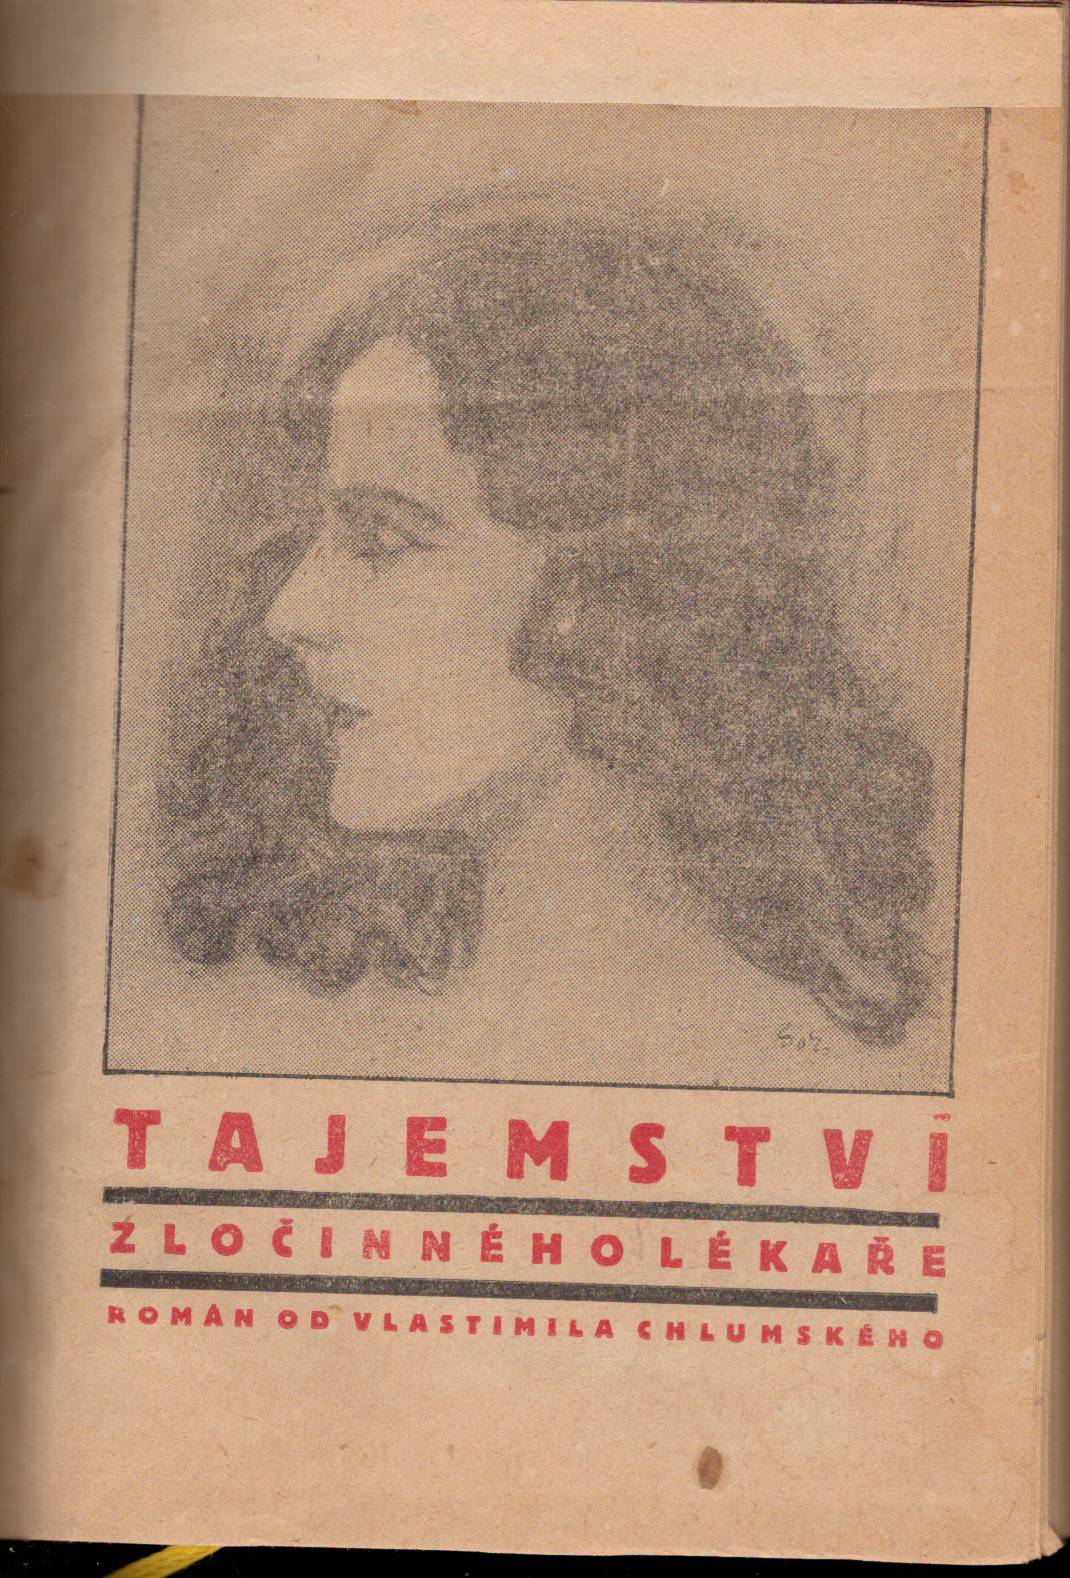 TAJEMSTVÍ
ZLOČINNÉHO LÉKAŘE
ROMÁN OD VLASTIMILA CHLUMSKÉHO